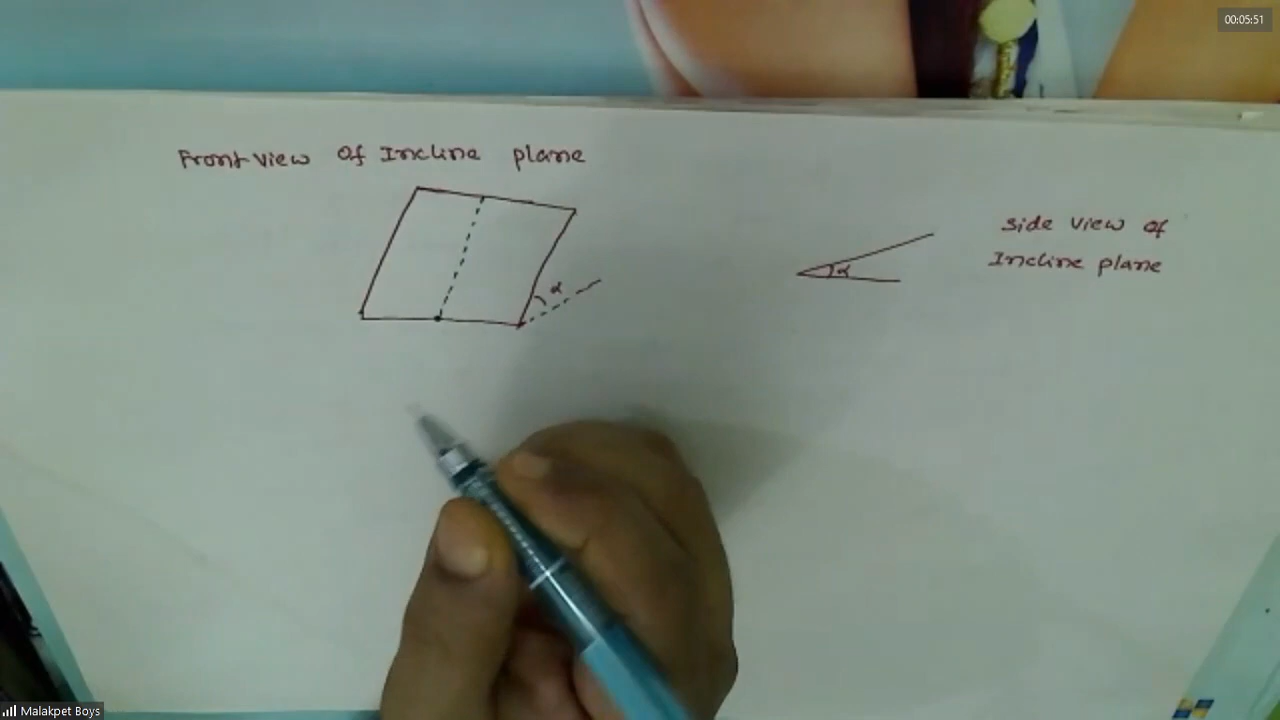 00:05:51
Front view of Incline plane
α
α
side view of
Incline plane
Malakpet Boys